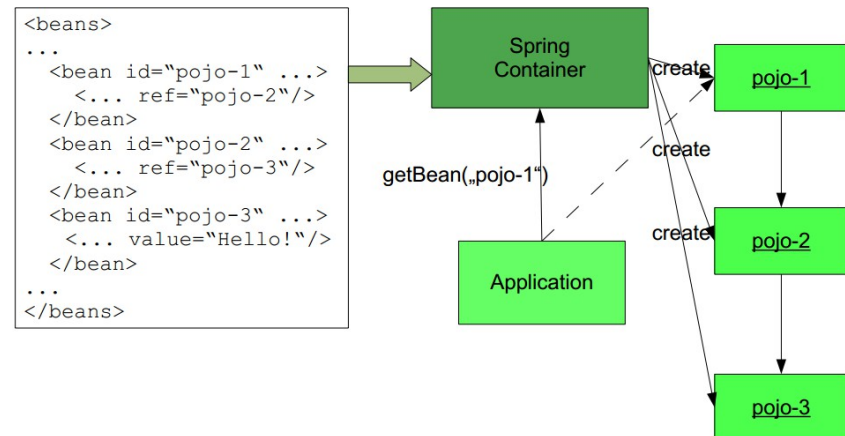 <beans>
...
<bean id=“pojo-1“ ...>
<... ref=“pojo-2“/>
</bean>
<bean id=“pojo-2“ ...>
<... ref=“pojo-3“/>
</bean>
<bean id=“pojo-3“ ...>
<... value=“Hello!“/>
</bean>
...
</beans>
Spring
Container
create
pojo-1
create
getBean(„pojo-1“)
create
pojo-2
Application
pojo-3